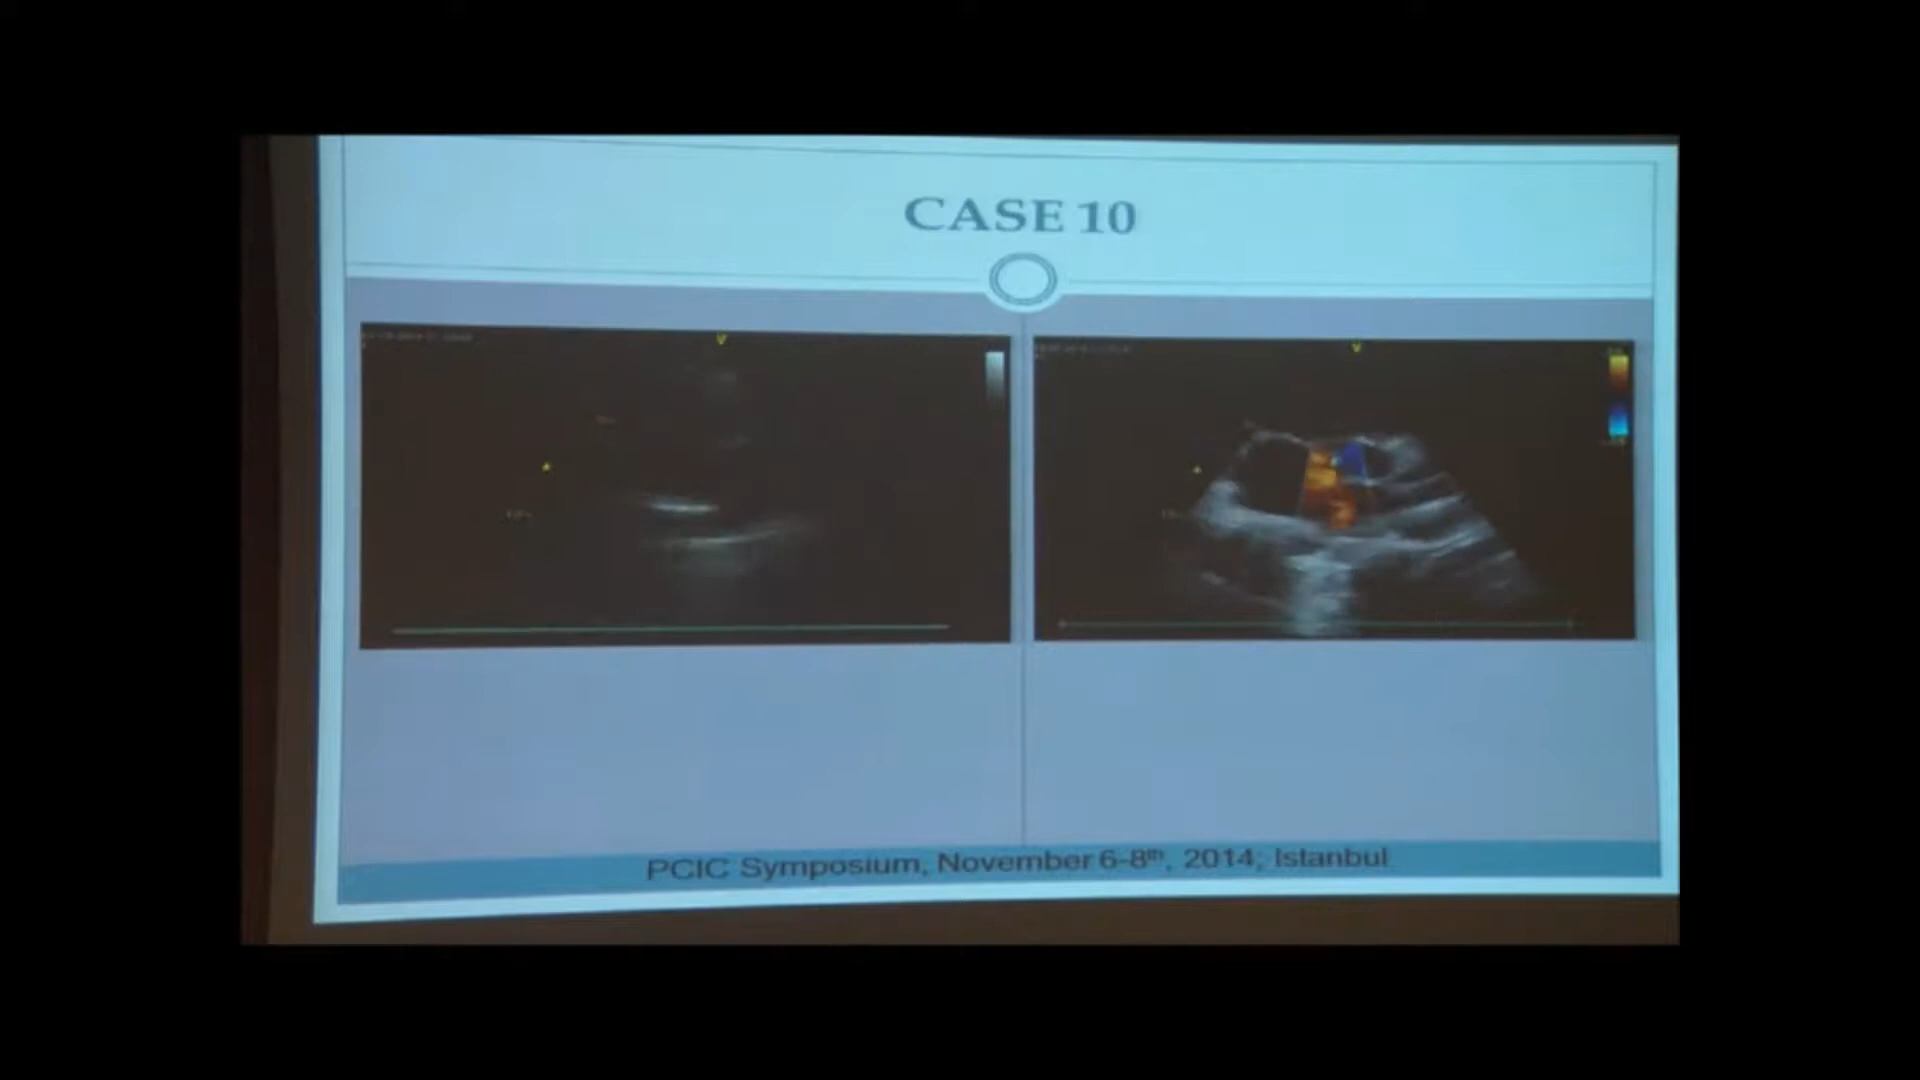 CASE 10
V
V
PCIC Symposium, November 6-8th, 2014; Istanbul